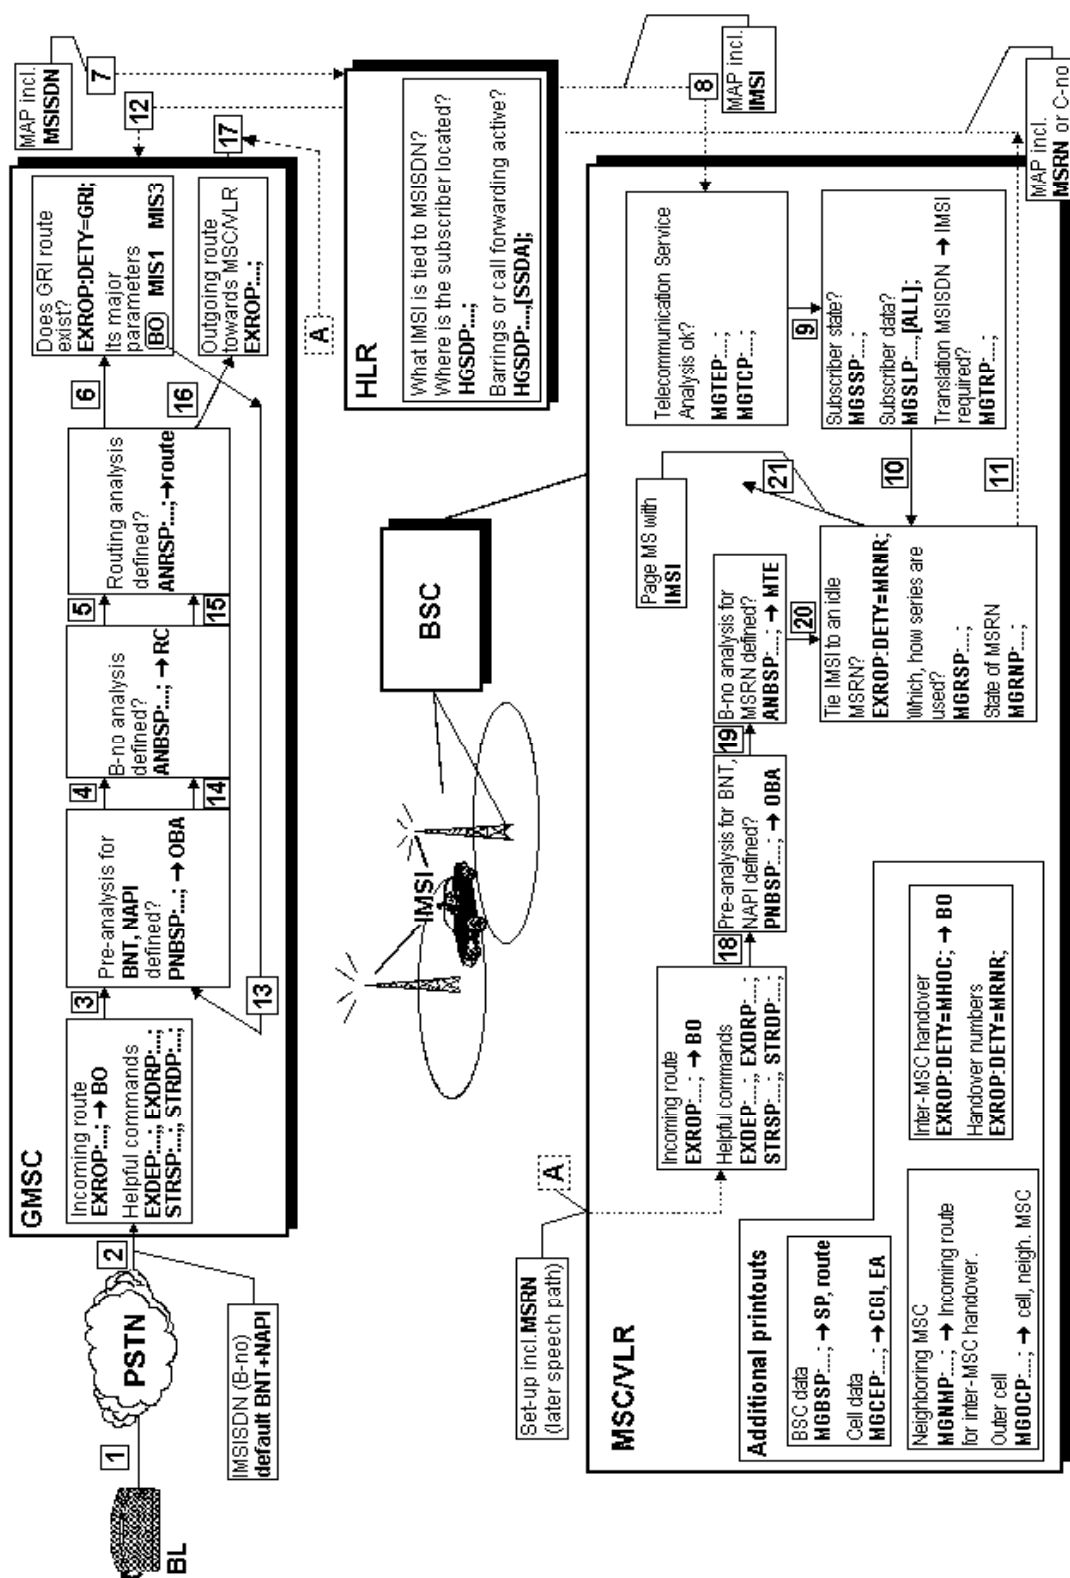 BL
1
PSTN
2
IMSISDN (B-no)
default BNT+NAPI
GMSC
Incoming route
EXROP:...; → BO
Helpful commands
EXDEP:...; EXDRP:...;
STRSP:...; STRDP:...;
3
Pre-analysis for
BNT, NAPI
defined?
PNBSP:...; → OBA
4
14
B-no analysis
defined?
ANBSP:...; → RC
5
15
Routing analysis
defined?
ANRSP:...; → route
6
16
Does GRI route
exist?
EXROP:DETY=GRI;
Its major
parameters
BO MIS1 MIS3
Outgoing route
towards MSC/VLR
EXROP:...;
13
MAP incl.
MSISDN
7
12
17
A
HLR
What IMSI is tied to MSISDN?
Where is the subscriber located?
HGSDP:...;
Barrings or call forwarding active?
HGSDP:...,[SSDA];
8
MAP incl.
IMSI
BSC
IMSI
Set-up incl.MSRN
(later speech path)
A
MSC/VLR
Incoming route
EXROP:...; → BO
Helpful commands
EXDEP:...; EXDRP:...;
STRSP:...; STRDP:...;
18
Pre-analysis for BNT,
NAPI defined?
PNBSP:...; → OBA
19
B-no analysis for
MSRN defined?
ANBSP:...; → MTE
20
Page MS with
IMSI
21
Telecommunication Service
Analysis ok?
MGTEP:...;
MGTCP:...;
9
Subscriber state?
MGSSP:...;
Subscriber data?
MGSLP:...,[ALL];
Translation MSISDN → IMSI
required?
MGTRP:...;
10
Tie IMSI to an idle
MSRN?
EXROP:DETY=MRNR;
Which, how series are
used?
MGRSP:...;
State of MSRN
MGRNP:...;
11
MAP incl.
MSRN or C-no
Additional printouts
BSC data
MGBSP:...; → SP, route
Cell data
MGCEP:...; → CGI, EA
Neighboring MSC
MGNMP:...; → Incoming route
for inter-MSC handover.
Outer cell
MGOCP:...; → cell, neigh. MSC
Inter-MSC handover
EXROP:DETY=MHOC; → BO
Handover numbers
EXROP:DETY=MRNR;